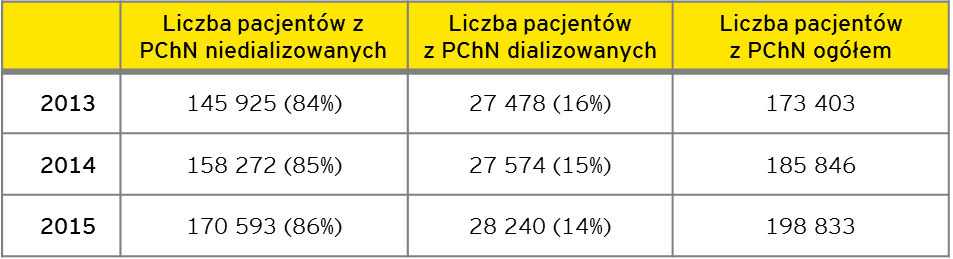 Liczba pacjentów z
PChN niedializowanych
Liczba pacjentów
z PChN dializowanych
Liczba pacjentów
z PChN ogółem
2013 145 925 (84%) 27 478 (16%) 173 403
2014 158 272 (85%) 27 574 (15%) 185 846
2015 170 593 (86%) 28 240 (14%) 198 833